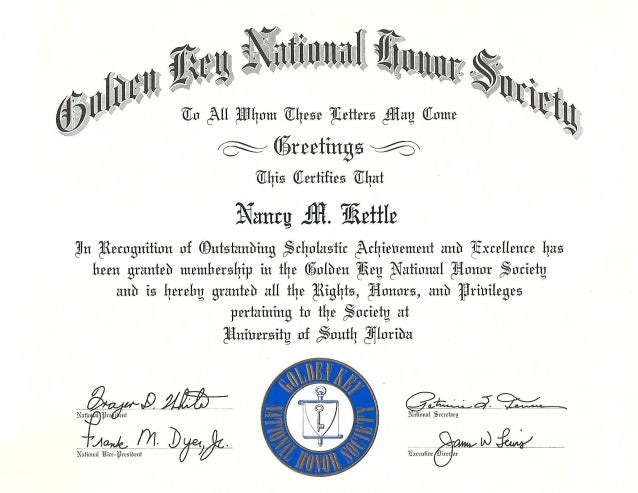 Golden Key National Honor Society
To All Whom These Letters May Come
Greetings
This Certifies That
Nancy M. Kettle
In Recognition of Outstanding Scholastic Achievement and Excellence has
been granted membership in the Golden Key National Honor Society
and is hereby granted all the Rights, Honors, and Privileges
pertaining to the Society at
University of South Florida
GOLDEN KEY
NATIONAL HONOR SOCIETY
D. White
National President
National Secretary
Frank M. Dyer, Jr.
National Vice-President
James W Lewis
Executive Director